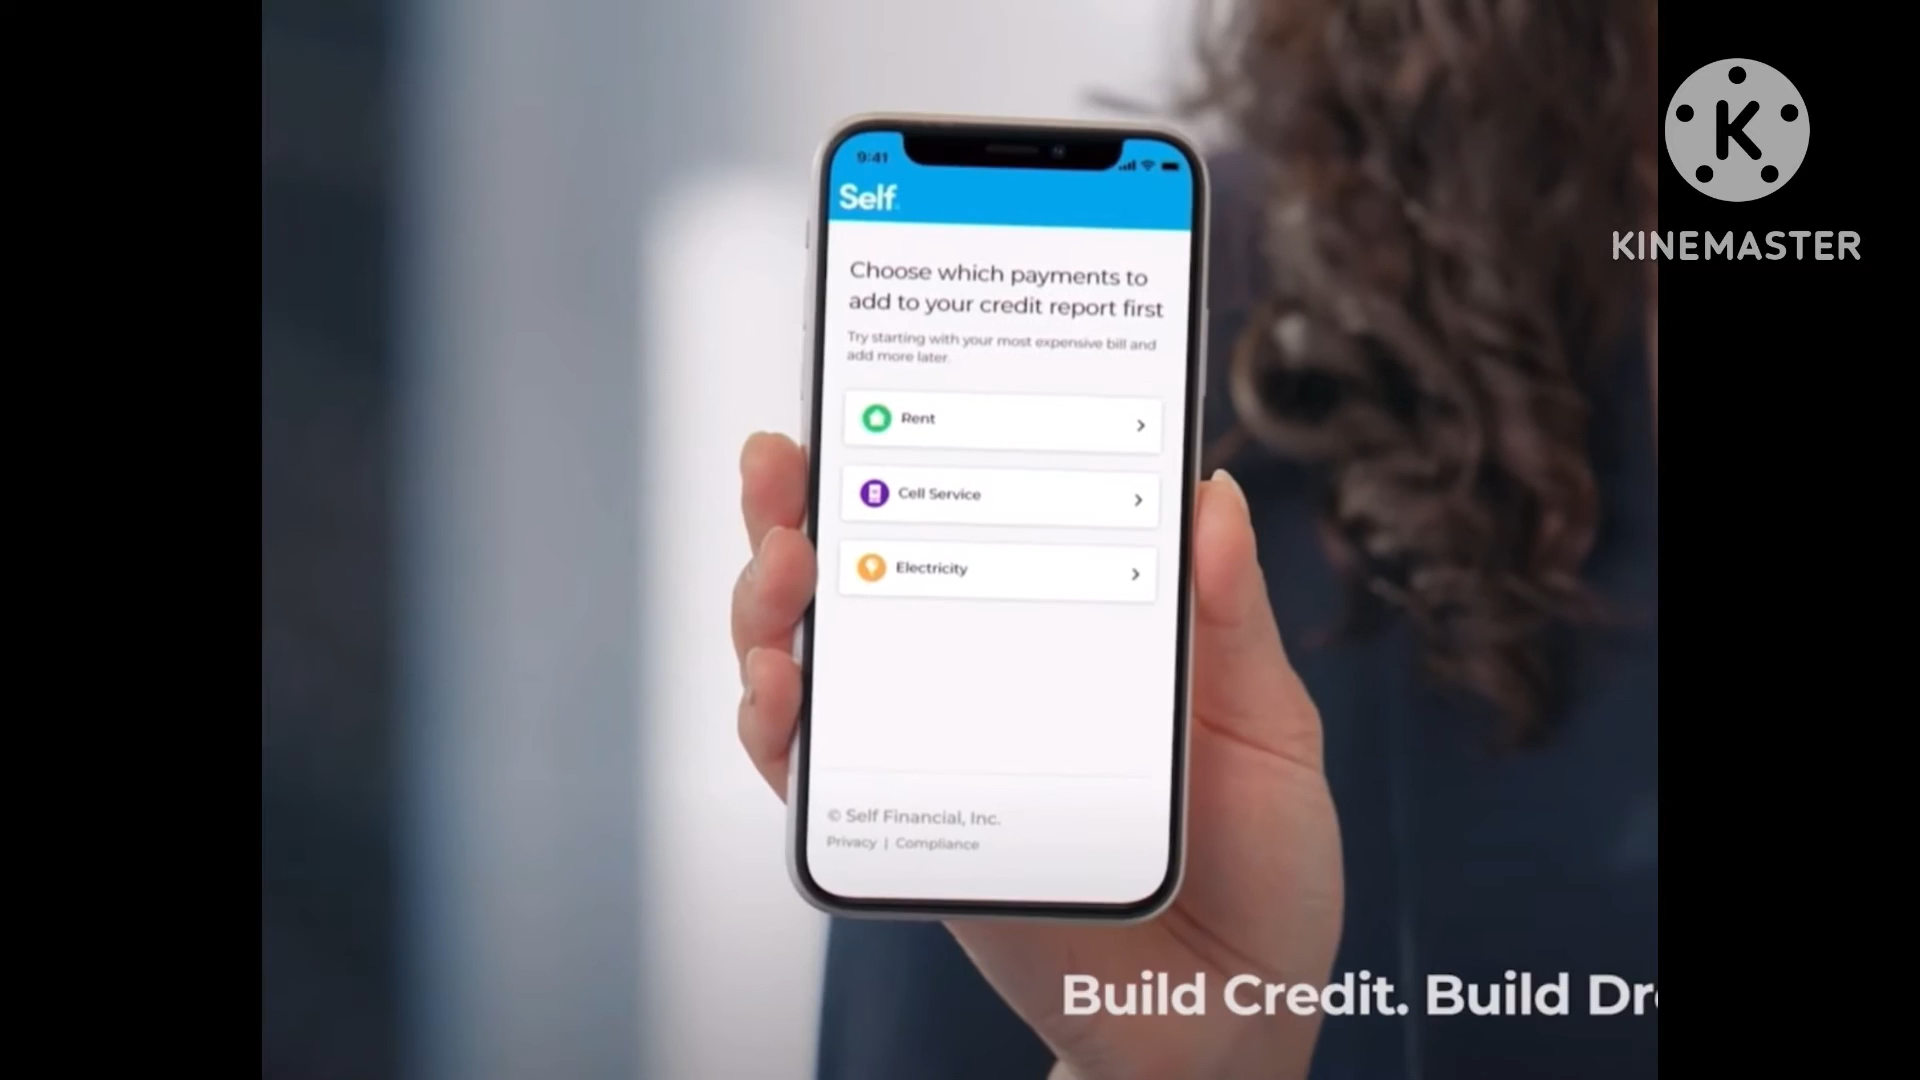 9:41
Self.
Choose which payments to
add to your credit report first
Try starting with your most expensive bill and
add more later.
Rent
Cell Service
Electricity
© Self Financial, Inc.
Privacy | Compliance
Build Credit. Build
K
KINEMASTER